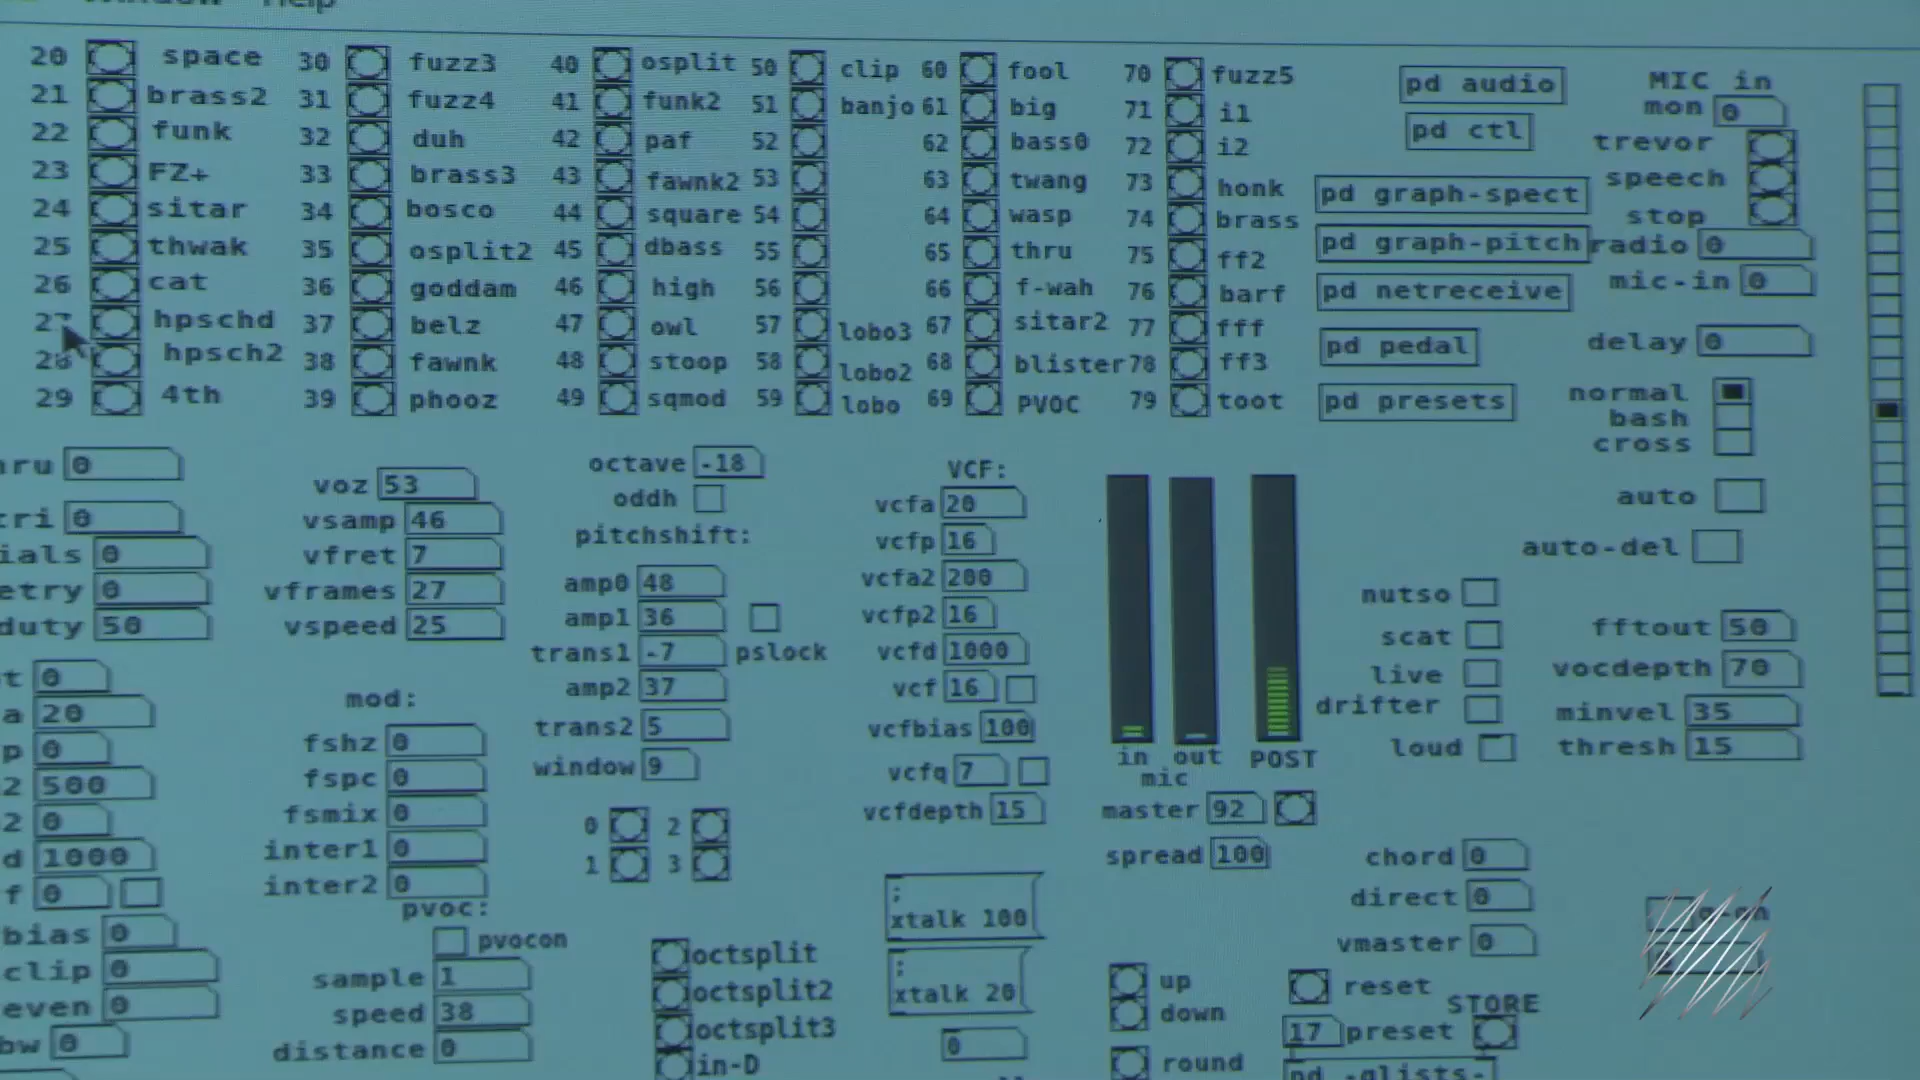 Window Help
20 space 30 fuzz3 40 osplit 50 clip 60 fool 70 fuzz5 pd audio MIC in
21 brass2 31 fuzz4 41 funk2 51 banjo 61 big 71 i1 mon 0
22 funk 32 duh 42 paf 52 62 bass0 72 i2 pd ctl trevor
23 FZ+ 33 brass3 43 fawnk2 53 63 twang 73 honk pd graph-spect speech
24 sitar 34 bosco 44 square 54 64 wasp 74 brass stop
25 thwak 35 osplit2 45 dbass 55 65 thru 75 ff2 pd graph-pitch radio 0
26 cat 36 goddam 46 high 56 66 f-wah 76 barf pd netreceive mic-in 0
27 hpschd 37 belz 47 owl 57 lobo3 67 sitar2 77 fff pd pedal delay 0
28 hpsch2 38 fawnk 48 stoop 58 lobo2 68 blister 78 ff3
29 4th 39 phooz 49 sqmod 59 lobo 69 PVOC 79 toot pd presets normal
bash
cross
hru 0 voz 53 octave -18 VCF: auto
tri 0 vsamp 46 oddh vcfa 20
ials 0 vfret 7 pitchshift: vcfp 16 auto-del
etry 0 vframes 27 amp0 48 vcfa2 200 nutso
duty 50 vspeed 25 amp1 36 vcfp2 16 scat fftout 50
t 0 trans1 -7 pslock vcfd 1000 live vocdepth 70
a 20 mod: amp2 37 vcf 16 drifter minvel 35
p 0 fshz 0 trans2 5 vcfbias 100 loud thresh 15
2 500 fspc 0 window 9 vcfq 7 in out POST
mic
2 0 fsmix 0 0 2 vcfdepth 15 master 92
d 1000 inter1 0 1 3 spread 100 chord 0
f 0 inter2 0 direct 0
pvoc: ;
xtalk 100
bias 0 pvocon octsplit vmaster 0
clip 0 sample 1 octsplit2 ;
xtalk 20 up reset
even 0 speed 38 octsplit3 down STORE
bw 0 distance 0 in-D 0 round 17 preset
pd -glists-